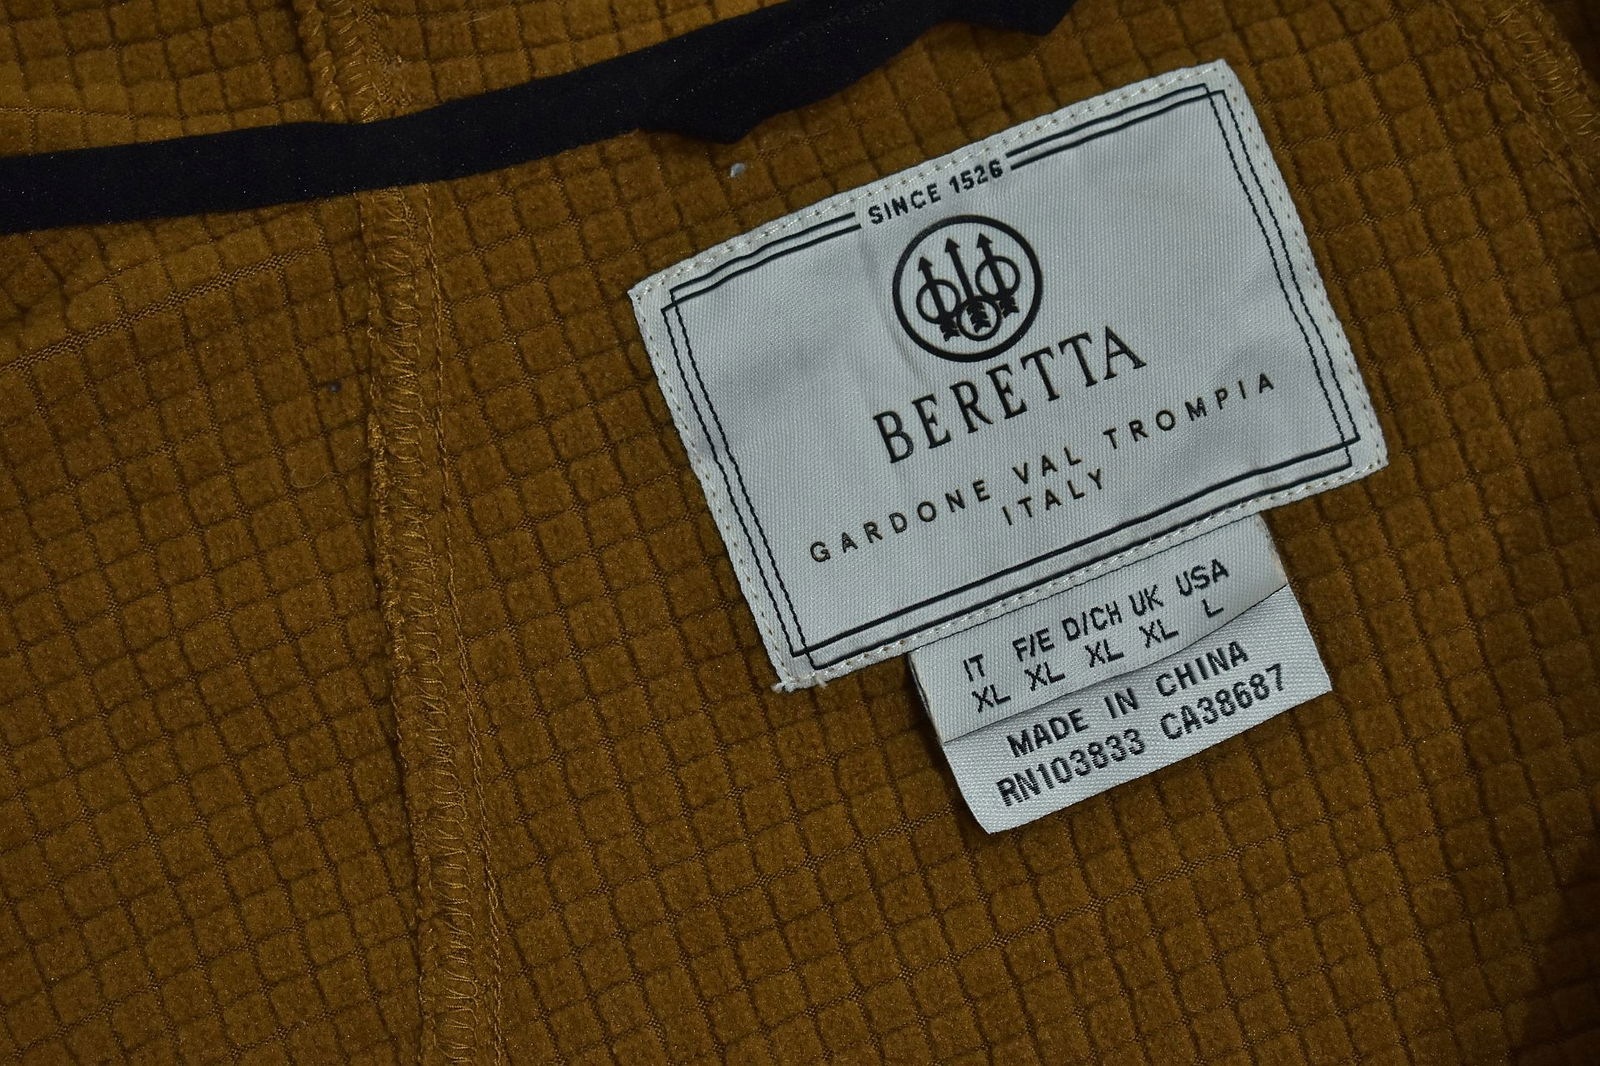 SINCE 1526
BERETTA
GARDONE VAL TROMPIA
ITALY
IT F/E D/CH UK USA
XL XL XL XL L
MADE IN CHINA
RN103833 CA38687